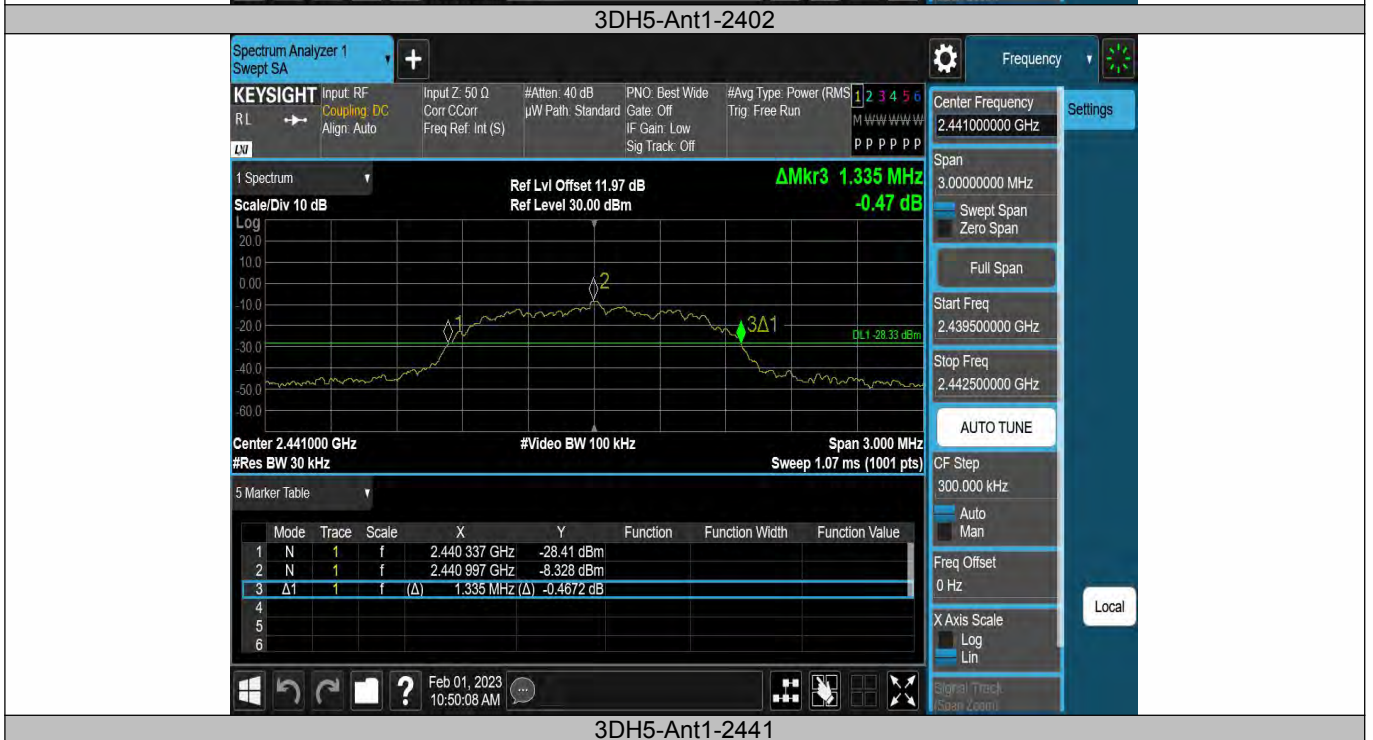 3DH5-Ant1-2402
Spectrum Analyzer 1
Swept SA
+
Frequency
KEYSIGHT Input: RF Input Z: 50 Ω #Atten: 40 dB PNO: Best Wide #Avg Type: Power (RMS 1 2 3 4 5 6
RL Coupling: DC Corr CCorr µW Path: Standard Gate: Off Trig: Free Run
Align: Auto Freq Ref: Int (S) IF Gain: Low M W W W W W
LXI Sig Track: Off P P P P P P
Center Frequency
2.441000000 GHz
Settings
Span
3.00000000 MHz
Swept Span
Zero Span
Full Span
Start Freq
2.439500000 GHz
Stop Freq
2.442500000 GHz
AUTO TUNE
CF Step
300.000 kHz
Auto
Man
Freq Offset
0 Hz
X Axis Scale
Log
Lin
Signal Track
(Span Zoom)
Local
1 Spectrum
Ref Lvl Offset 11.97 dB ΔMkr3 1.335 MHz
Scale/Div 10 dB Ref Level 30.00 dBm -0.47 dB
Log
20.0
10.0
0.00
-10.0
-20.0
-30.0
-40.0
-50.0
-60.0
1
2
3Δ1
DL1 -28.33 dBm
Center 2.441000 GHz #Video BW 100 kHz Span 3.000 MHz
#Res BW 30 kHz Sweep 1.07 ms (1001 pts)
5 Marker Table
Mode Trace Scale X Y Function Function Width Function Value
1 N 1 f 2.440 337 GHz -28.41 dBm
2 N 1 f 2.440 997 GHz -8.328 dBm
3 Δ1 1 f (Δ) 1.335 MHz (Δ) -0.4672 dB
4
5
6
?
Feb 01, 2023
10:50:08 AM
3DH5-Ant1-2441